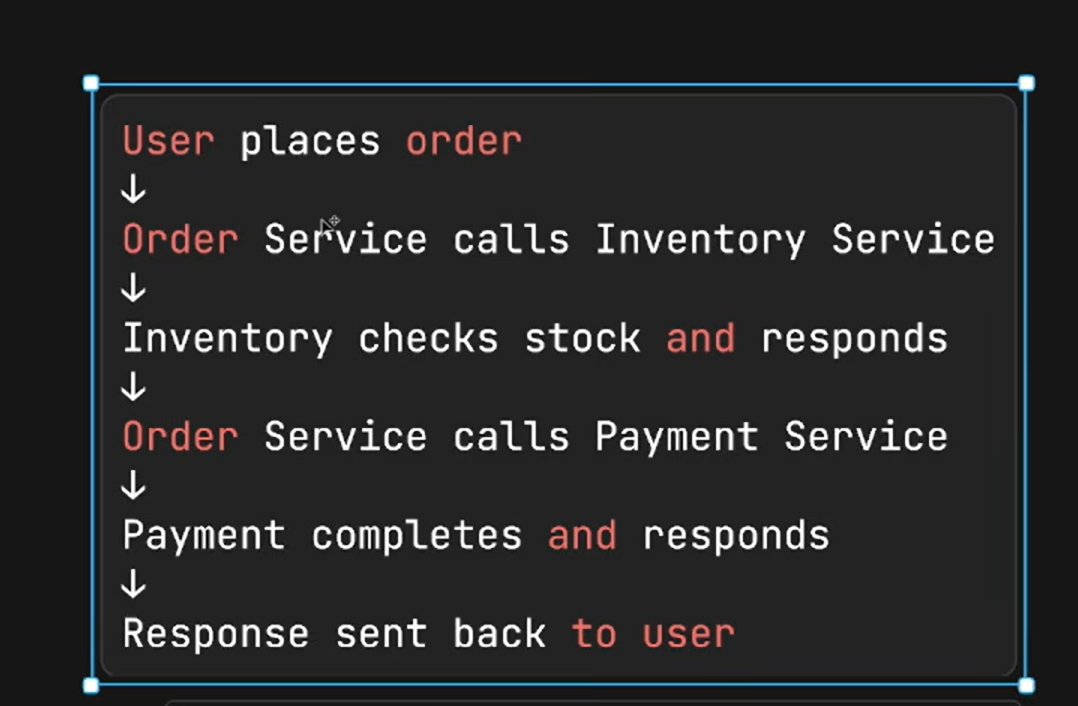 User places order
↓
Order Service calls Inventory Service
↓
Inventory checks stock and responds
↓
Order Service calls Payment Service
↓
Payment completes and responds
↓
Response sent back to user